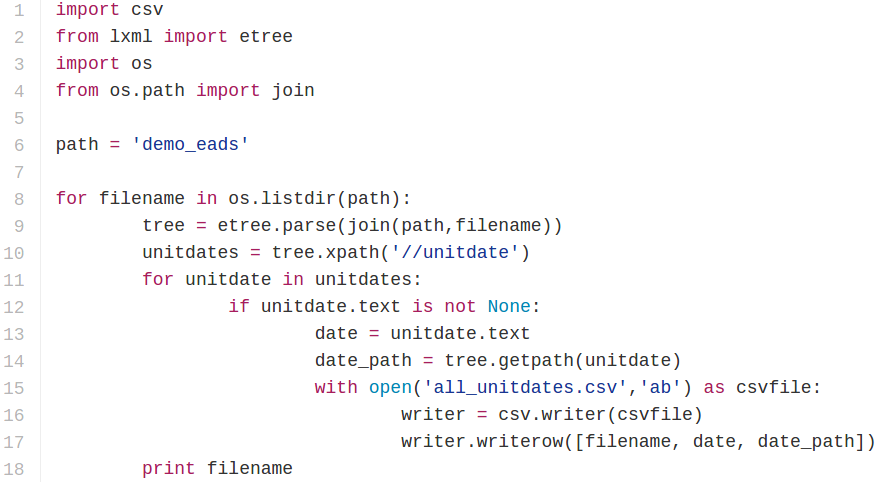 1 import csv
2 from lxml import etree
3 import os
4 from os.path import join
5
6 path = 'demo_eads'
7
8 for filename in os.listdir(path):
9         tree = etree.parse(join(path,filename))
10         unitdates = tree.xpath('//unitdate')
11         for unitdate in unitdates:
12                 if unitdate.text is not None:
13                         date = unitdate.text
14                         date_path = tree.getpath(unitdate)
15                         with open('all_unitdates.csv','ab') as csvfile:
16                                 writer = csv.writer(csvfile)
17                                 writer.writerow([filename, date, date_path])
18         print filename